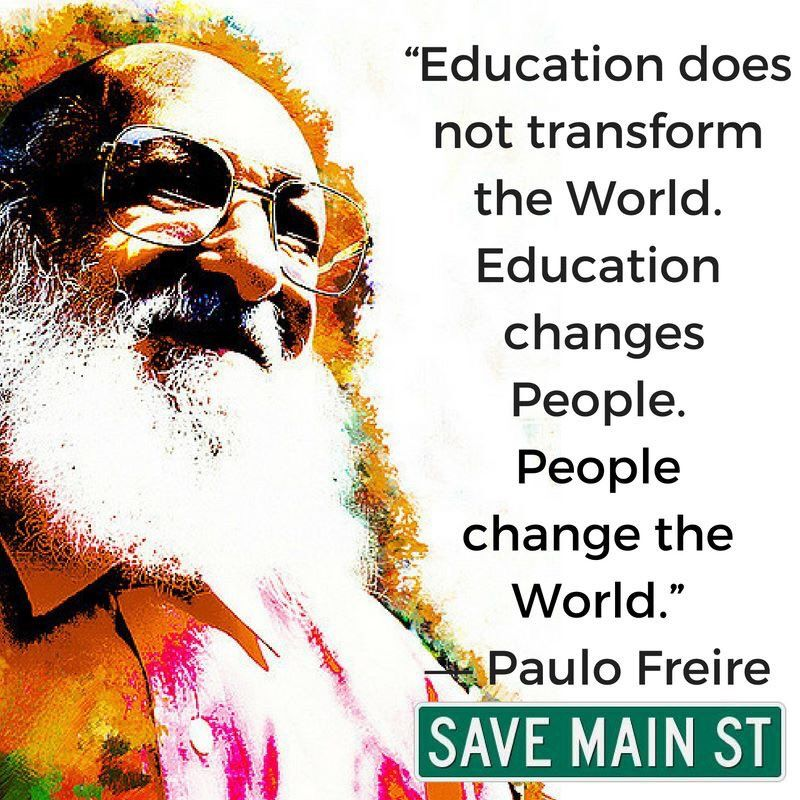 “Education does
not transform
the World.
Education
changes
People.
People
change the
World.”
— Paulo Freire
SAVE MAIN ST